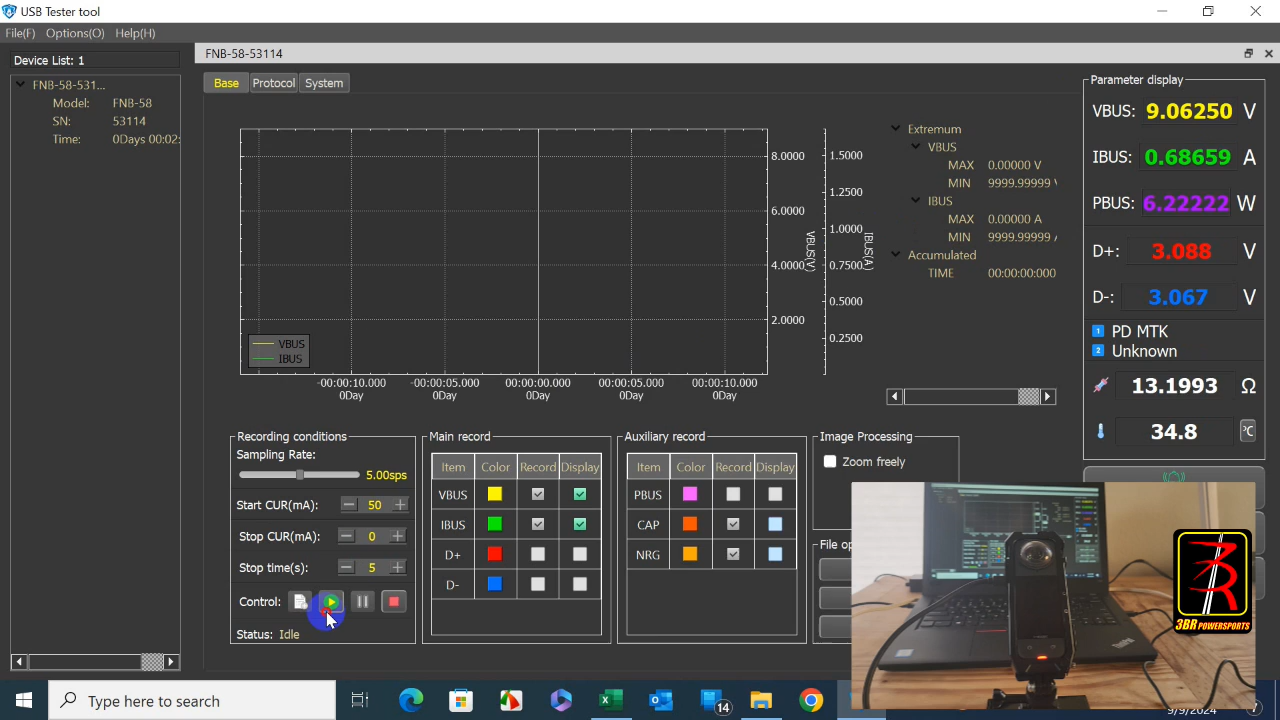 USB Tester tool
File(F) Options(O) Help(H)
Device List: 1
FNB-58-531...
Model: FNB-58
SN: 53114
Time: 0Days 00:02:
FNB-58-53114
Base Protocol System
8.0000
6.0000
4.0000
2.0000
VBUS(V)
1.5000
1.2500
1.0000
0.7500
0.5000
0.2500
IBUS(A)
VBUS
IBUS
-00:00:10.000 -00:00:05.000 00:00:00.000 00:00:05.000 00:00:10.000
0Day 0Day 0Day 0Day 0Day
Extremum
VBUS
MAX 0.00000 V
MIN 9999.99999 V
IBUS
MAX 0.00000 A
MIN 9999.99999 A
Accumulated
TIME 00:00:00:000
Parameter display
VBUS: 9.06250 V
IBUS: 0.68659 A
PBUS: 6.22222 W
D+: 3.088 V
D-: 3.067 V
1 PD MTK
2 Unknown
13.1993 Ω
34.8 °C
Recording conditions
Sampling Rate:
5.00sps
Start CUR(mA): 50
Stop CUR(mA): 0
Stop time(s): 5
Control:
Status: Idle
Main record
Item Color Record Display
VBUS
IBUS
D+
D-
Auxiliary record
Item Color Record Display
PBUS
CAP
NRG
Image Processing
Zoom freely
File op
3BR POWERSPORTS
Type here to search
14
9/9/2024